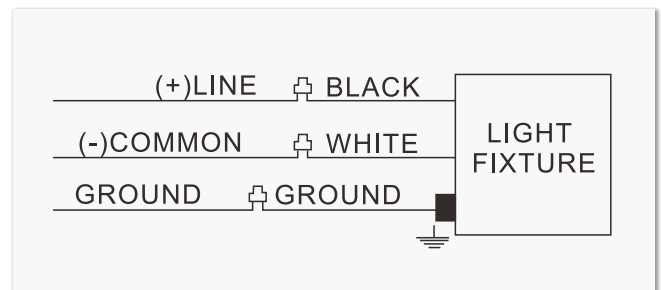 (+)LINE BLACK
(-)COMMON WHITE
LIGHT
FIXTURE
GROUND GROUND